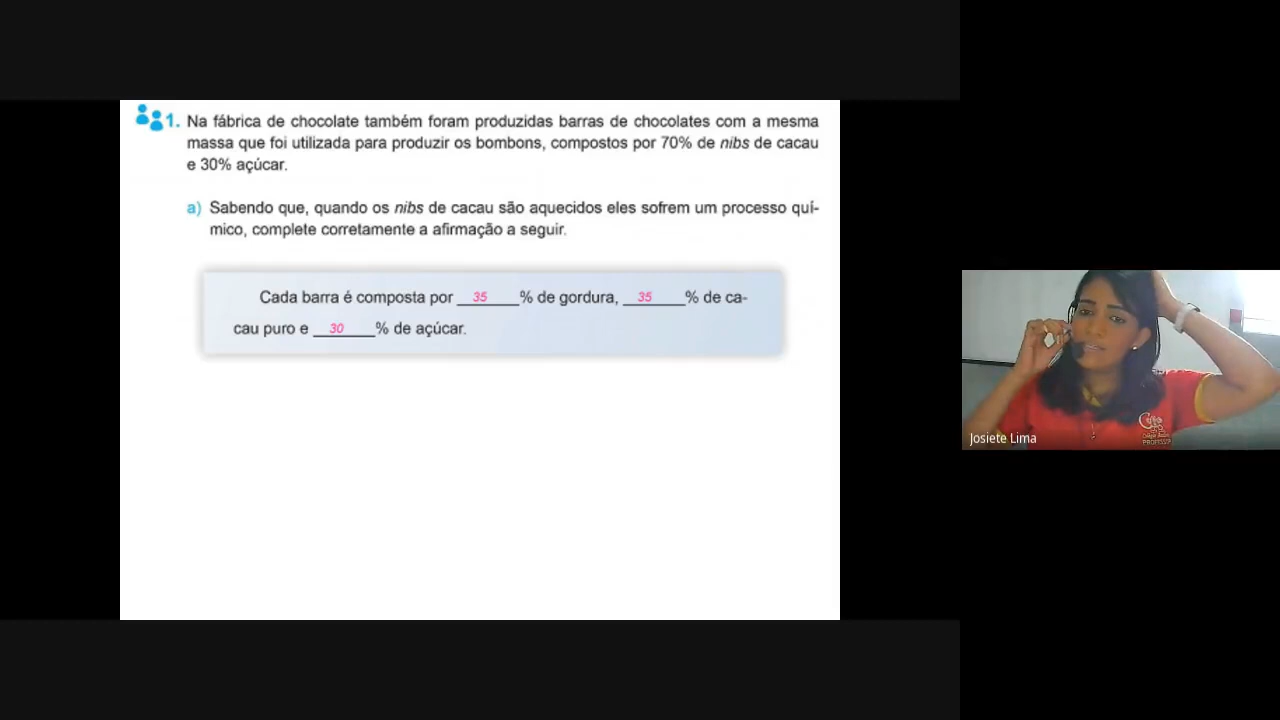 1. Na fábrica de chocolate também foram produzidas barras de chocolates com a mesma
massa que foi utilizada para produzir os bombons, compostos por 70% de nibs de cacau
e 30% açúcar.
a) Sabendo que, quando os nibs de cacau são aquecidos eles sofrem um processo quí-
mico, complete corretamente a afirmação a seguir.
Cada barra é composta por 35 % de gordura, 35 % de ca-
cau puro e 30 % de açúcar.
Josiete Lima